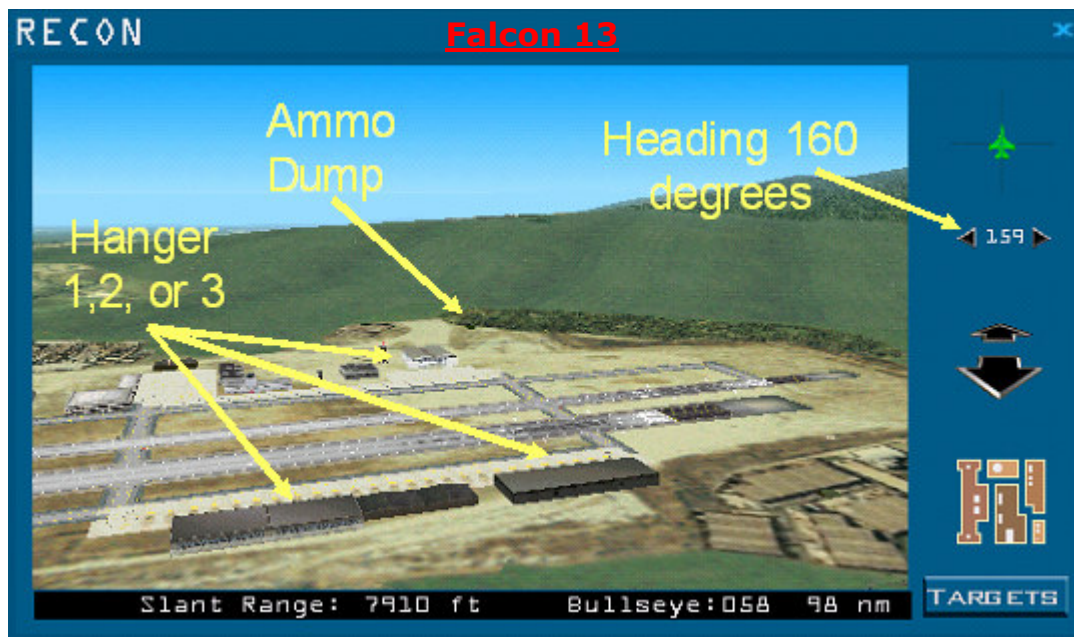 RECON
Falcon 13
Ammo
Dump
Heading 160
degrees
Hanger
1,2, or 3
159
Slant Range: 7910 ft Bullseye:058 98 nm
TARGETS